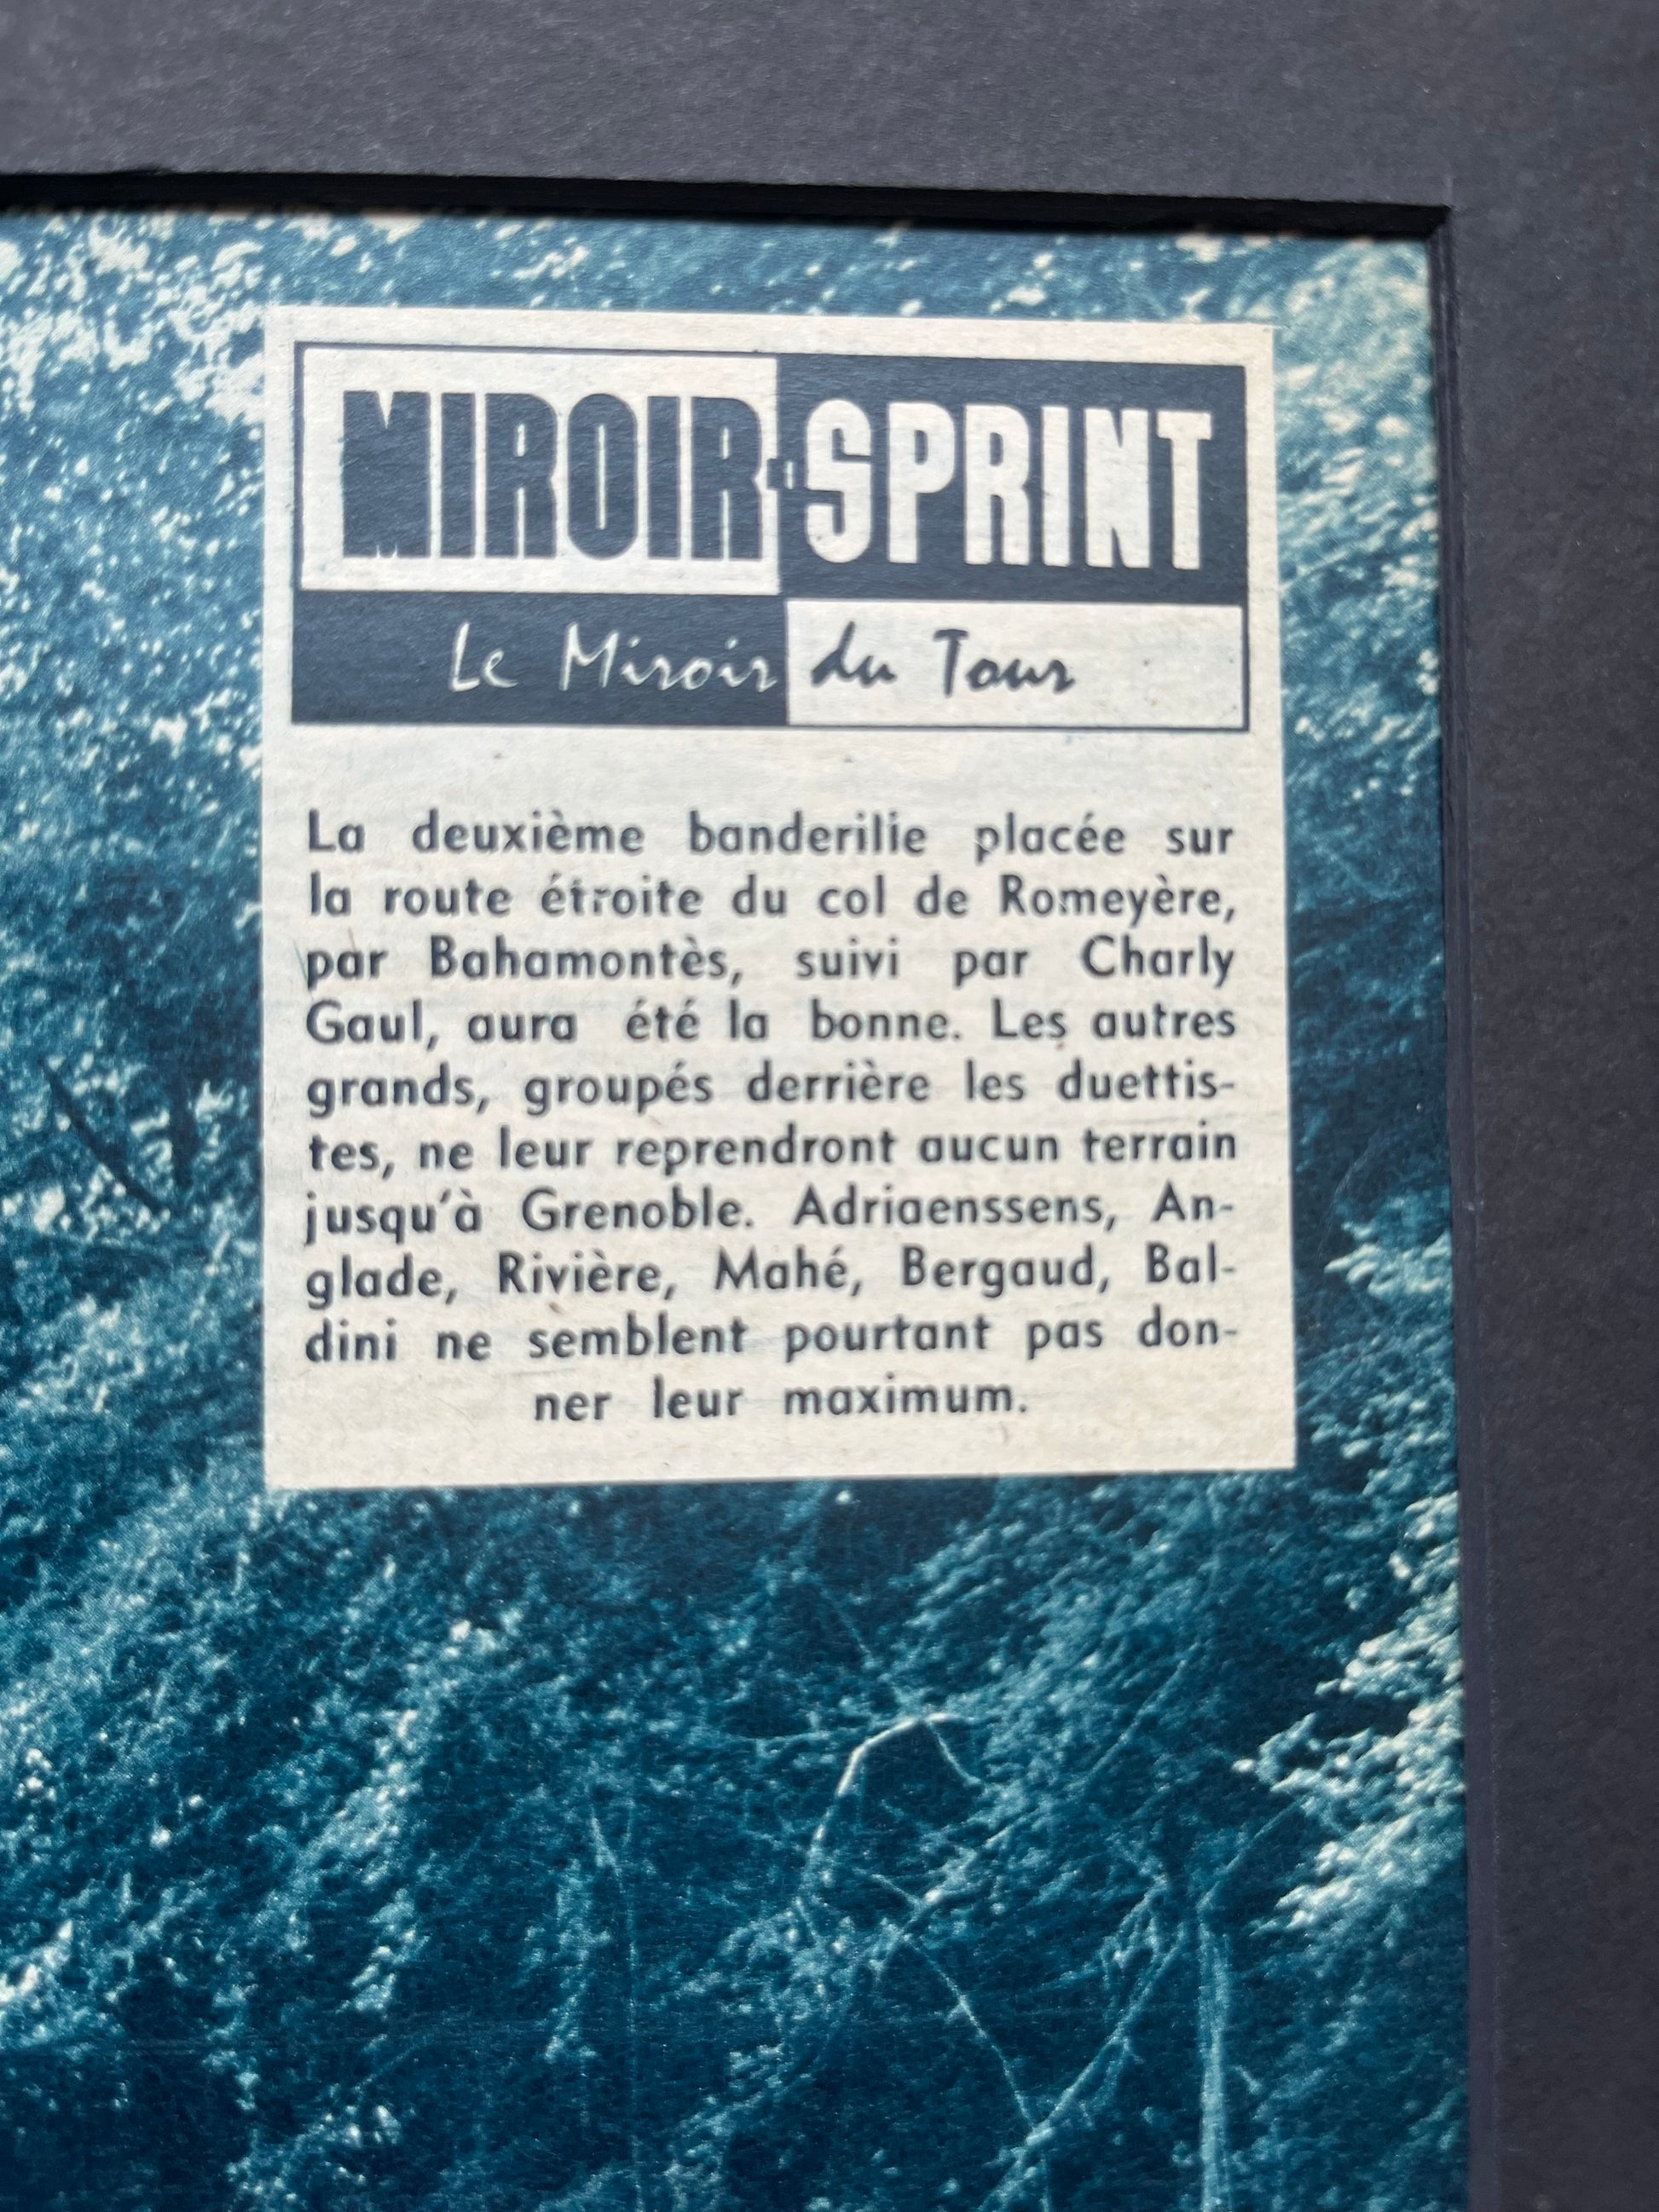 MIROIR-SPRINT
Le Miroir du Tour
La deuxième banderilie placée sur
la route étroite du col de Romeyère,
par Bahamontès, suivi par Charly
Gaul, aura été la bonne. Les autres
grands, groupés derrière les duettis-
tes, ne leur reprendront aucun terrain
jusqu'à Grenoble. Adriaenssens, An-
glade, Rivière, Mahé, Bergaud, Bal-
dini ne semblent pourtant pas don-
ner leur maximum.